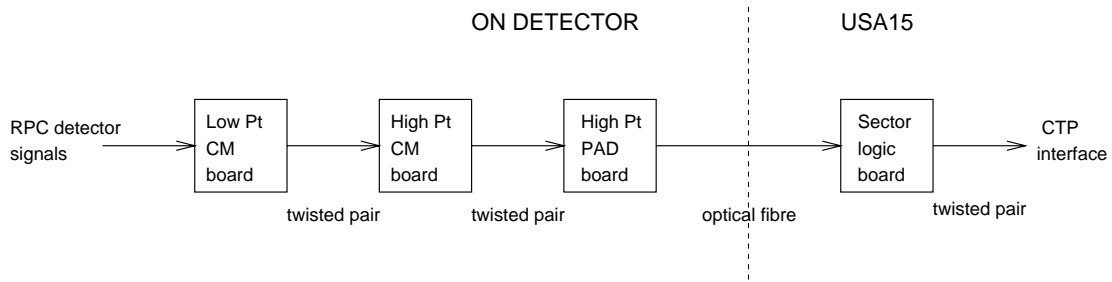 ON DETECTOR
USA15
RPC detector
signals
Low Pt
CM
board
High Pt
CM
board
High Pt
PAD
board
Sector
logic
board
CTP
interface
twisted pair
twisted pair
optical fibre
twisted pair